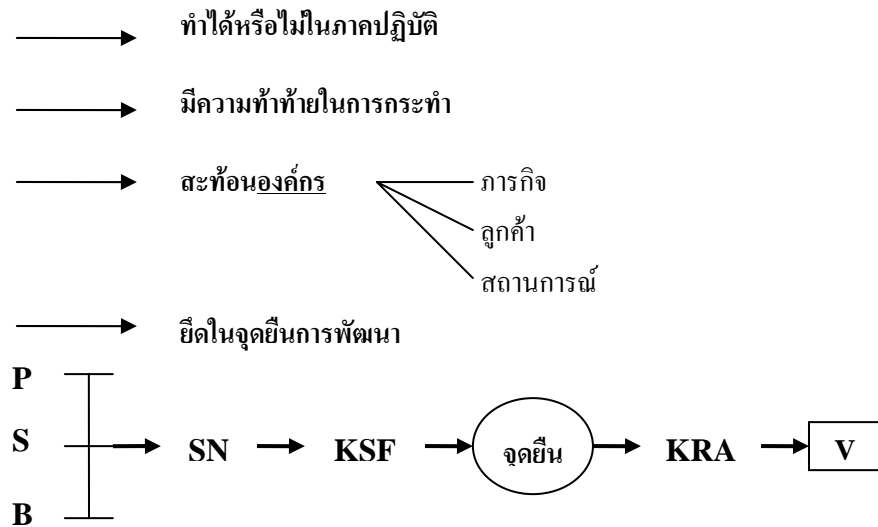 ทำได้หรือไม่ในภาคปฏิบัติ
มีความท้าท้ายในการกระทำ
สะท้อนองค์กร
ภารกิจ
ลูกค้า
สถานการณ์
ยึดในจุดยืนการพัฒนา
P
S SN KSF จุดยืน KRA V
B